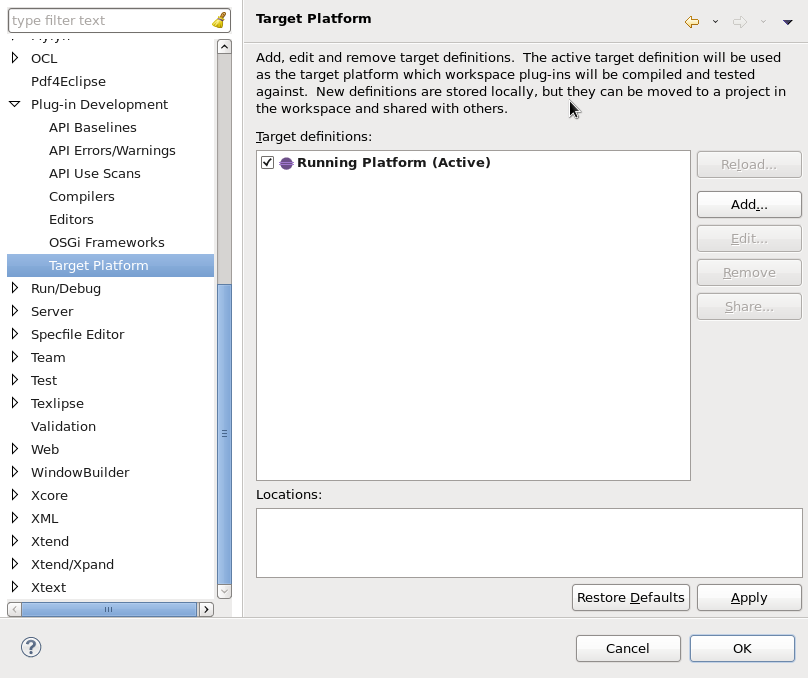 type filter text
OCL
Pdf4Eclipse
Plug-in Development
API Baselines
API Errors/Warnings
API Use Scans
Compilers
Editors
OSGi Frameworks
Target Platform
Run/Debug
Server
Specfile Editor
Team
Test
Texlipse
Validation
Web
WindowBuilder
Xcore
XML
Xtend
Xtend/Xpand
Xtext
Target Platform
Add, edit and remove target definitions.  The active target definition will be used
as the target platform which workspace plug-ins will be compiled and tested
against.  New definitions are stored locally, but they can be moved to a project in
the workspace and shared with others.
Target definitions:
Running Platform (Active)
Reload...
Add...
Edit...
Remove
Share...
Locations:
Restore Defaults
Apply
Cancel
OK